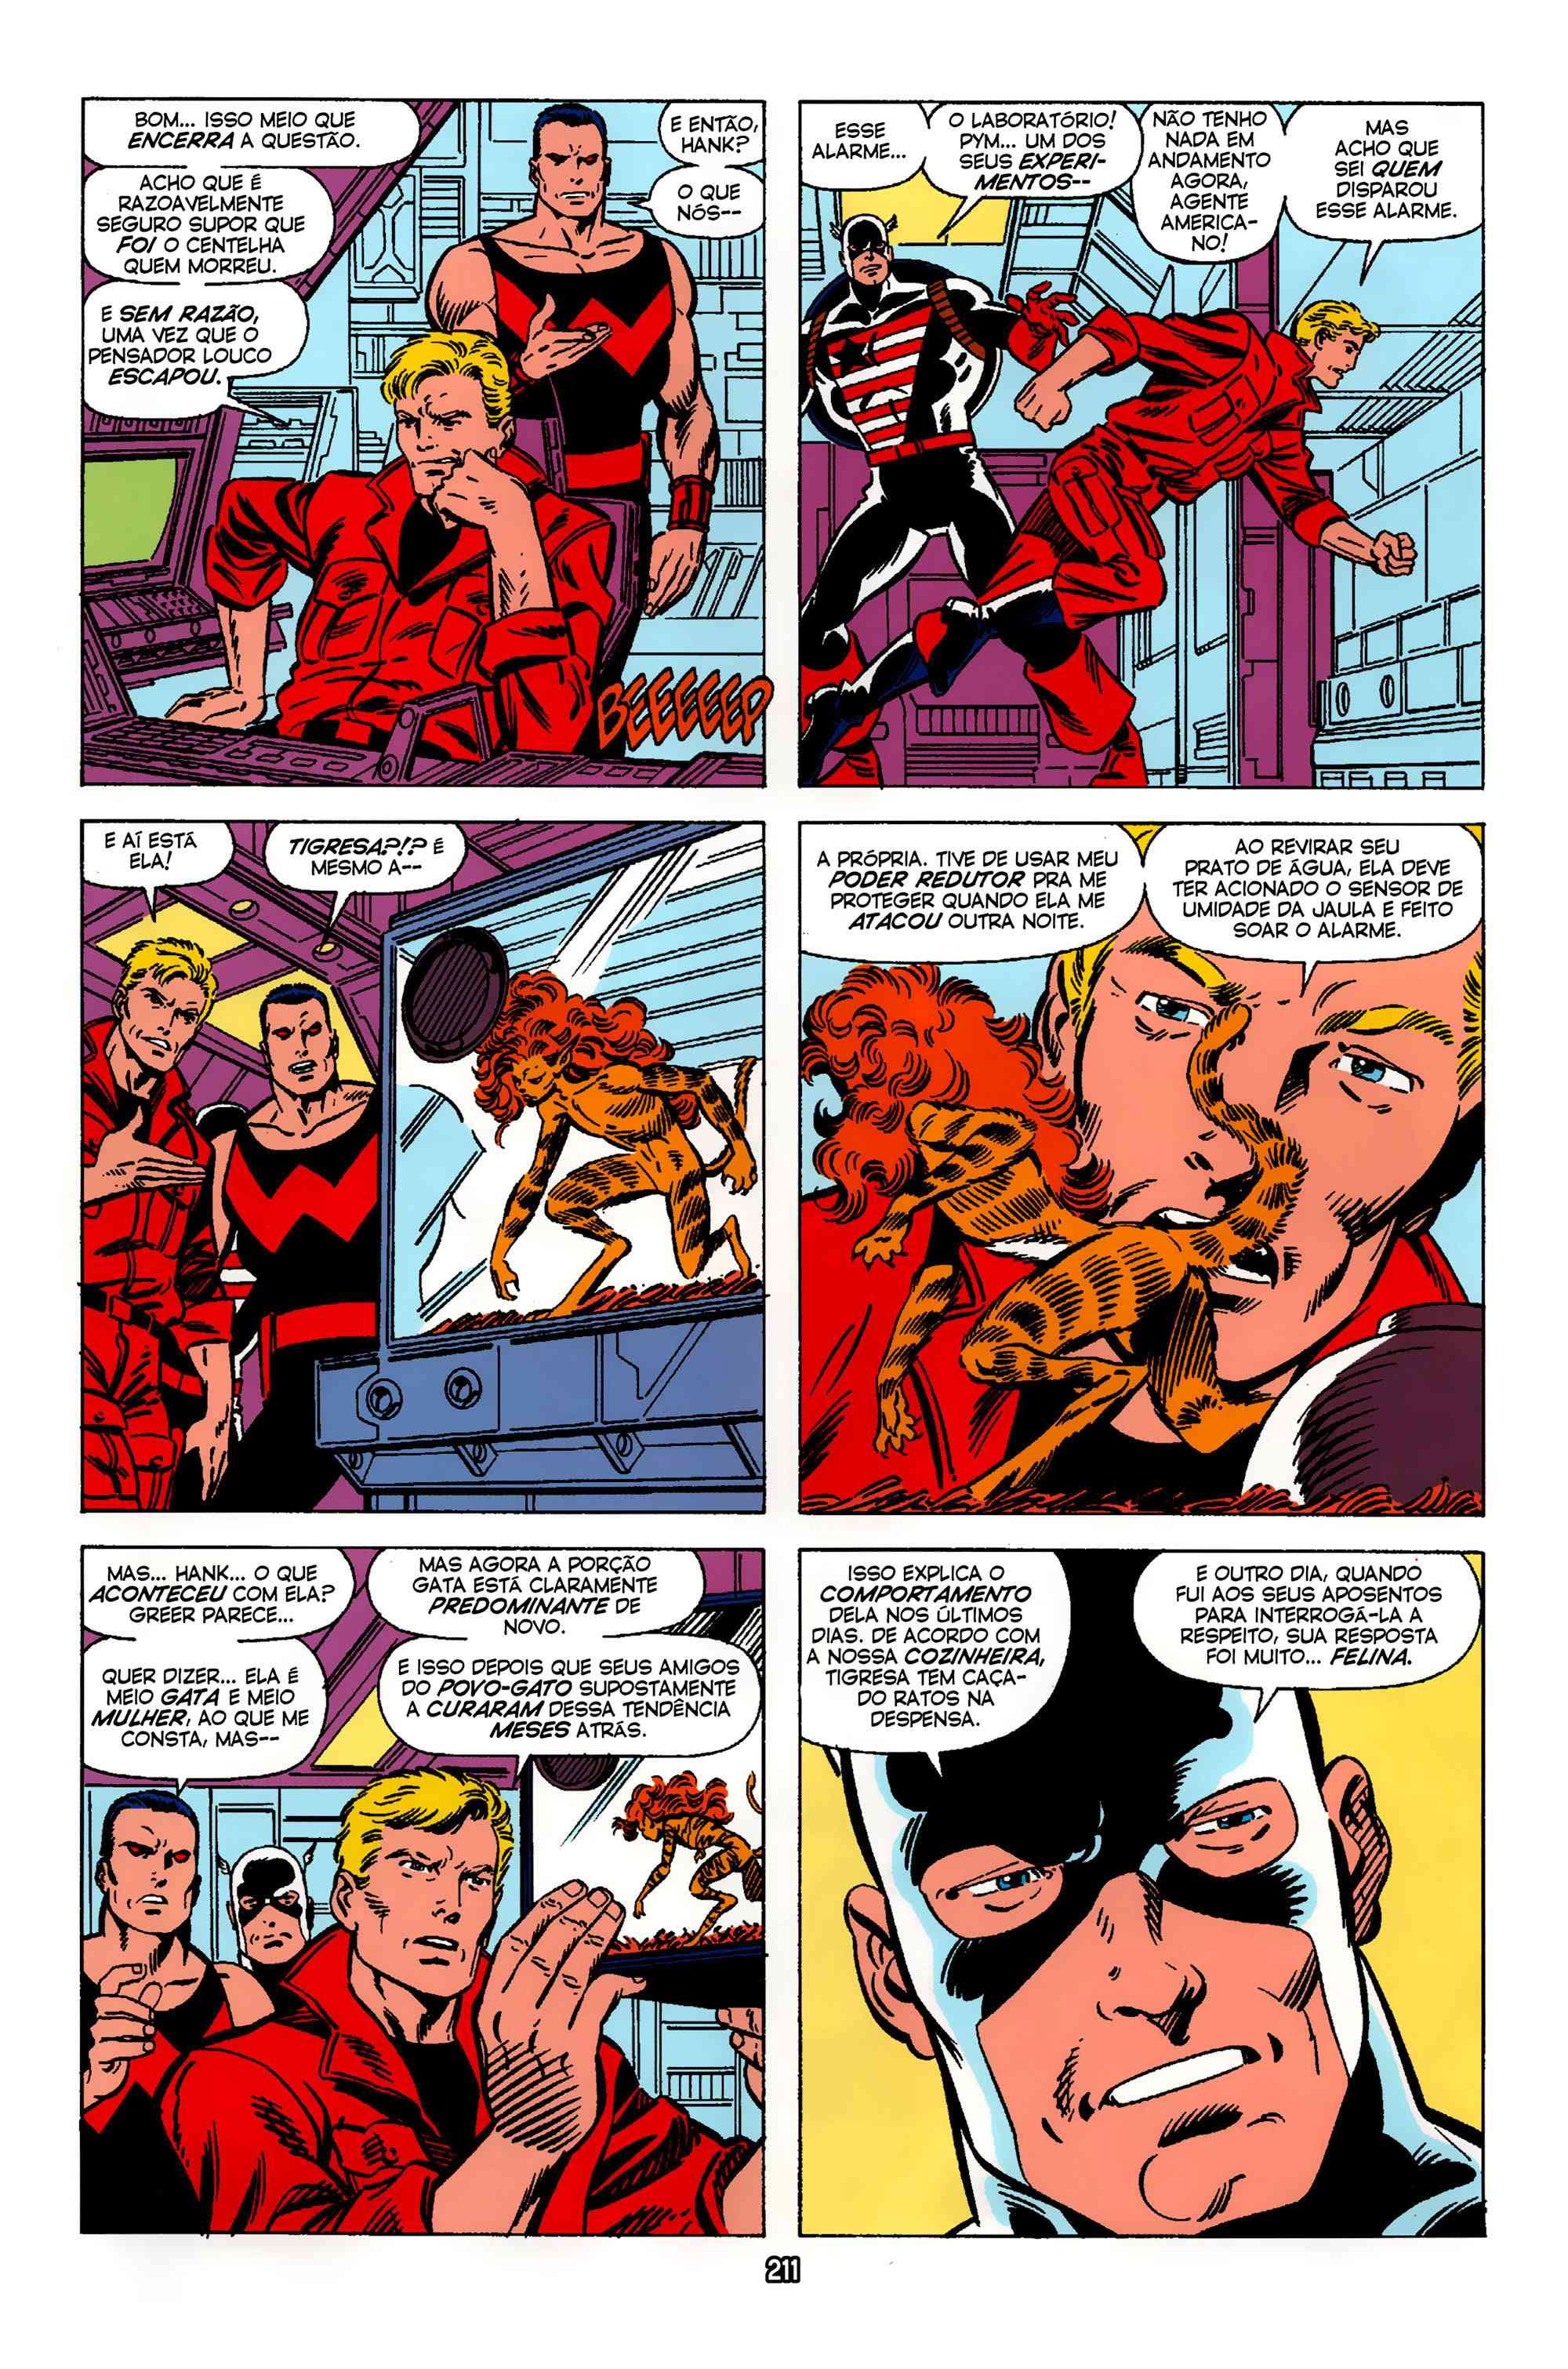 BOM... ISSO MEIO QUE
ENCERRA A QUESTÃO.
ACHO QUE É
RAZOAVELMENTE
SEGURO SUPOR QUE
FOI O CENTELHA
QUEM MORREU.
E SEM RAZÃO,
UMA VEZ QUE O
PENSADOR LOUCO
ESCAPOU.
E ENTÃO,
HANK?
O QUE
NÓS--
BEEEEEEP
ESSE
ALARME...
O LABORATÓRIO!
PYM... UM DOS
SEUS EXPERI-
MENTOS--
NÃO TENHO
NADA EM
ANDAMENTO
AGORA,
AGENTE
AMERICA-
NO!
MAS
ACHO QUE
SEI QUEM
DISPAROU
ESSE ALARME.
E AÍ ESTÁ
ELA!
TIGRESA?!? É
MESMO A--
A PRÓPRIA. TIVE DE USAR MEU
PODER REDUTOR PRA ME
PROTEGER QUANDO ELA ME
ATACOU OUTRA NOITE.
AO REVIRAR SEU
PRATO DE ÁGUA, ELA DEVE
TER ACIONADO O SENSOR DE
UMIDADE DA JAULA E FEITO
SOAR O ALARME.
MAS... HANK... O QUE
ACONTECEU COM ELA?
GREER PARECE...
QUER DIZER... ELA É
MEIO GATA E MEIO
MULHER, AO QUE ME
CONSTA, MAS--
MAS AGORA A PORÇÃO
GATA ESTÁ CLARAMENTE
PREDOMINANTE DE
NOVO.
E ISSO DEPOIS QUE SEUS AMIGOS
DO POVO-GATO SUPOSTAMENTE
A CURARAM DESSA TENDÊNCIA
MESES ATRÁS.
ISSO EXPLICA O
COMPORTAMENTO
DELA NOS ÚLTIMOS
DIAS. DE ACORDO COM
A NOSSA COZINHEIRA,
TIGRESA TEM CAÇA-
DO RATOS NA
DESPENSA.
E OUTRO DIA, QUANDO
FUI AOS SEUS APOSENTOS
PARA INTERROGÁ-LA A
RESPEITO, SUA RESPOSTA
FOI MUITO... FELINA.
211